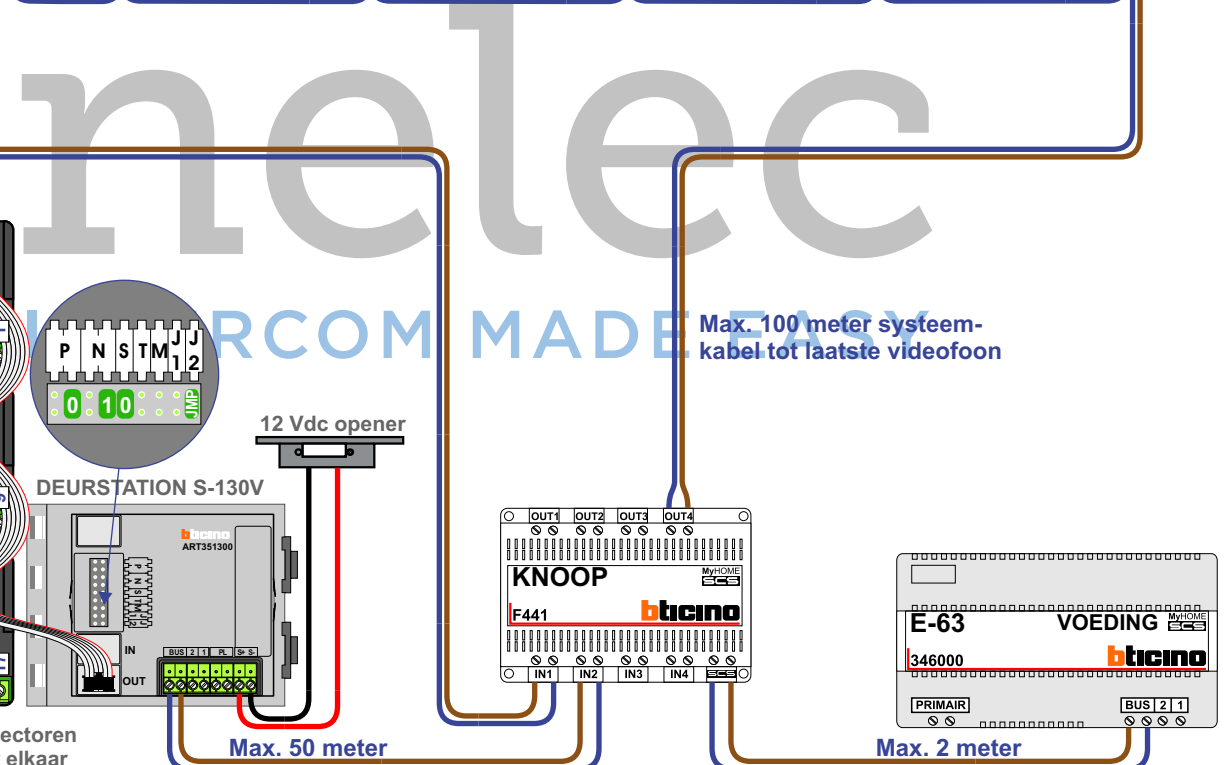 nelec
RCOM MADE EASY
Max. 100 meter systeem-
kabel tot laatste videofoon
P N S T M J1 J2
0 1 0 JMP
12 Vdc opener
DEURSTATION S-130V
bticino
ART351300
P N S T M J1 J2
IN
OUT
BUS 2 1 PL S+ S-
OUT1 OUT2 OUT3 OUT4
KNOOP
MyHOME
SCS
F441
bticino
IN1 IN2 IN3 IN4 SCS
E-63 VOEDING
MyHOME
SCS
346000
bticino
PRIMAIR
BUS 2 1
ectoren
elkaar
Max. 50 meter
Max. 2 meter